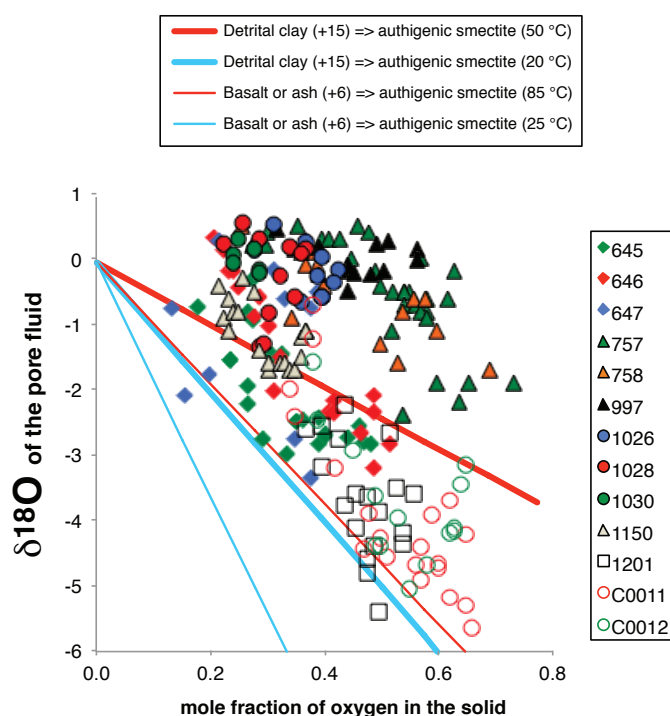 Detrital clay (+15) => authigenic smectite (50 °C)
Detrital clay (+15) => authigenic smectite (20 °C)
Basalt or ash (+6) => authigenic smectite (85 °C)
Basalt or ash (+6) => authigenic smectite (25 °C)
1
0
-1
-2
-3
-4
-5
-6
δ18O of the pore fluid
0.0 0.2 0.4 0.6 0.8
mole fraction of oxygen in the solid
645
646
647
757
758
997
1026
1028
1030
1150
1201
C0011
C0012